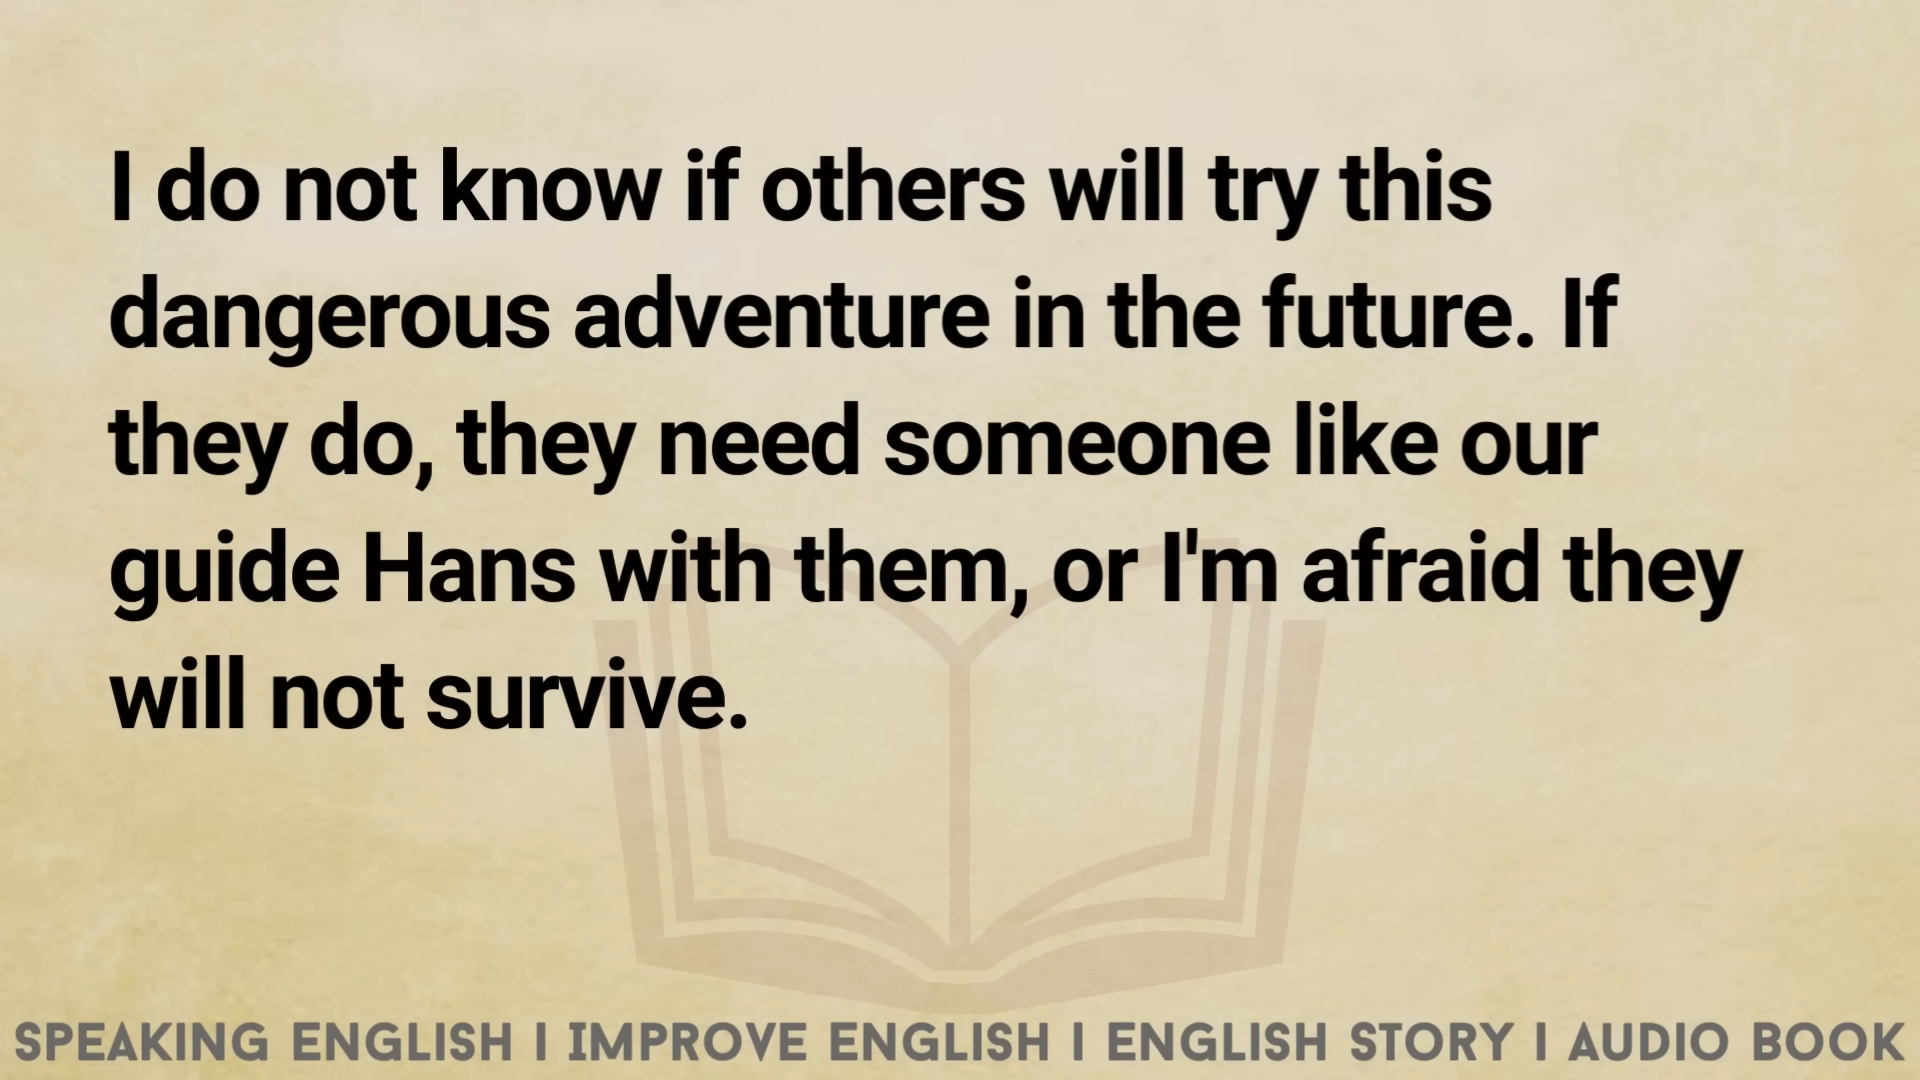 I do not know if others will try this
dangerous adventure in the future. If
they do, they need someone like our
guide Hans with them, or I'm afraid they
will not survive.
SPEAKING ENGLISH I IMPROVE ENGLISH I ENGLISH STORY I AUDIO BOOK